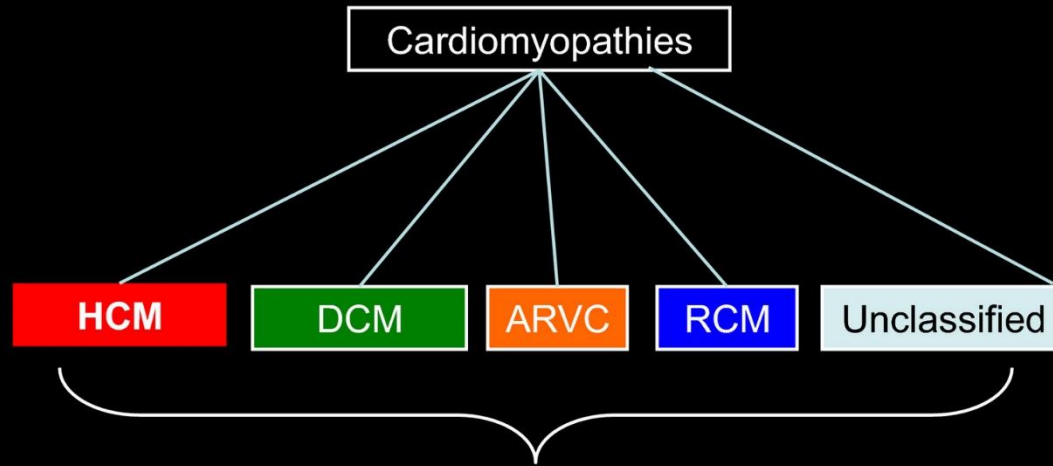 Cardiomyopathies
HCM
DCM
ARVC
RCM
Unclassified